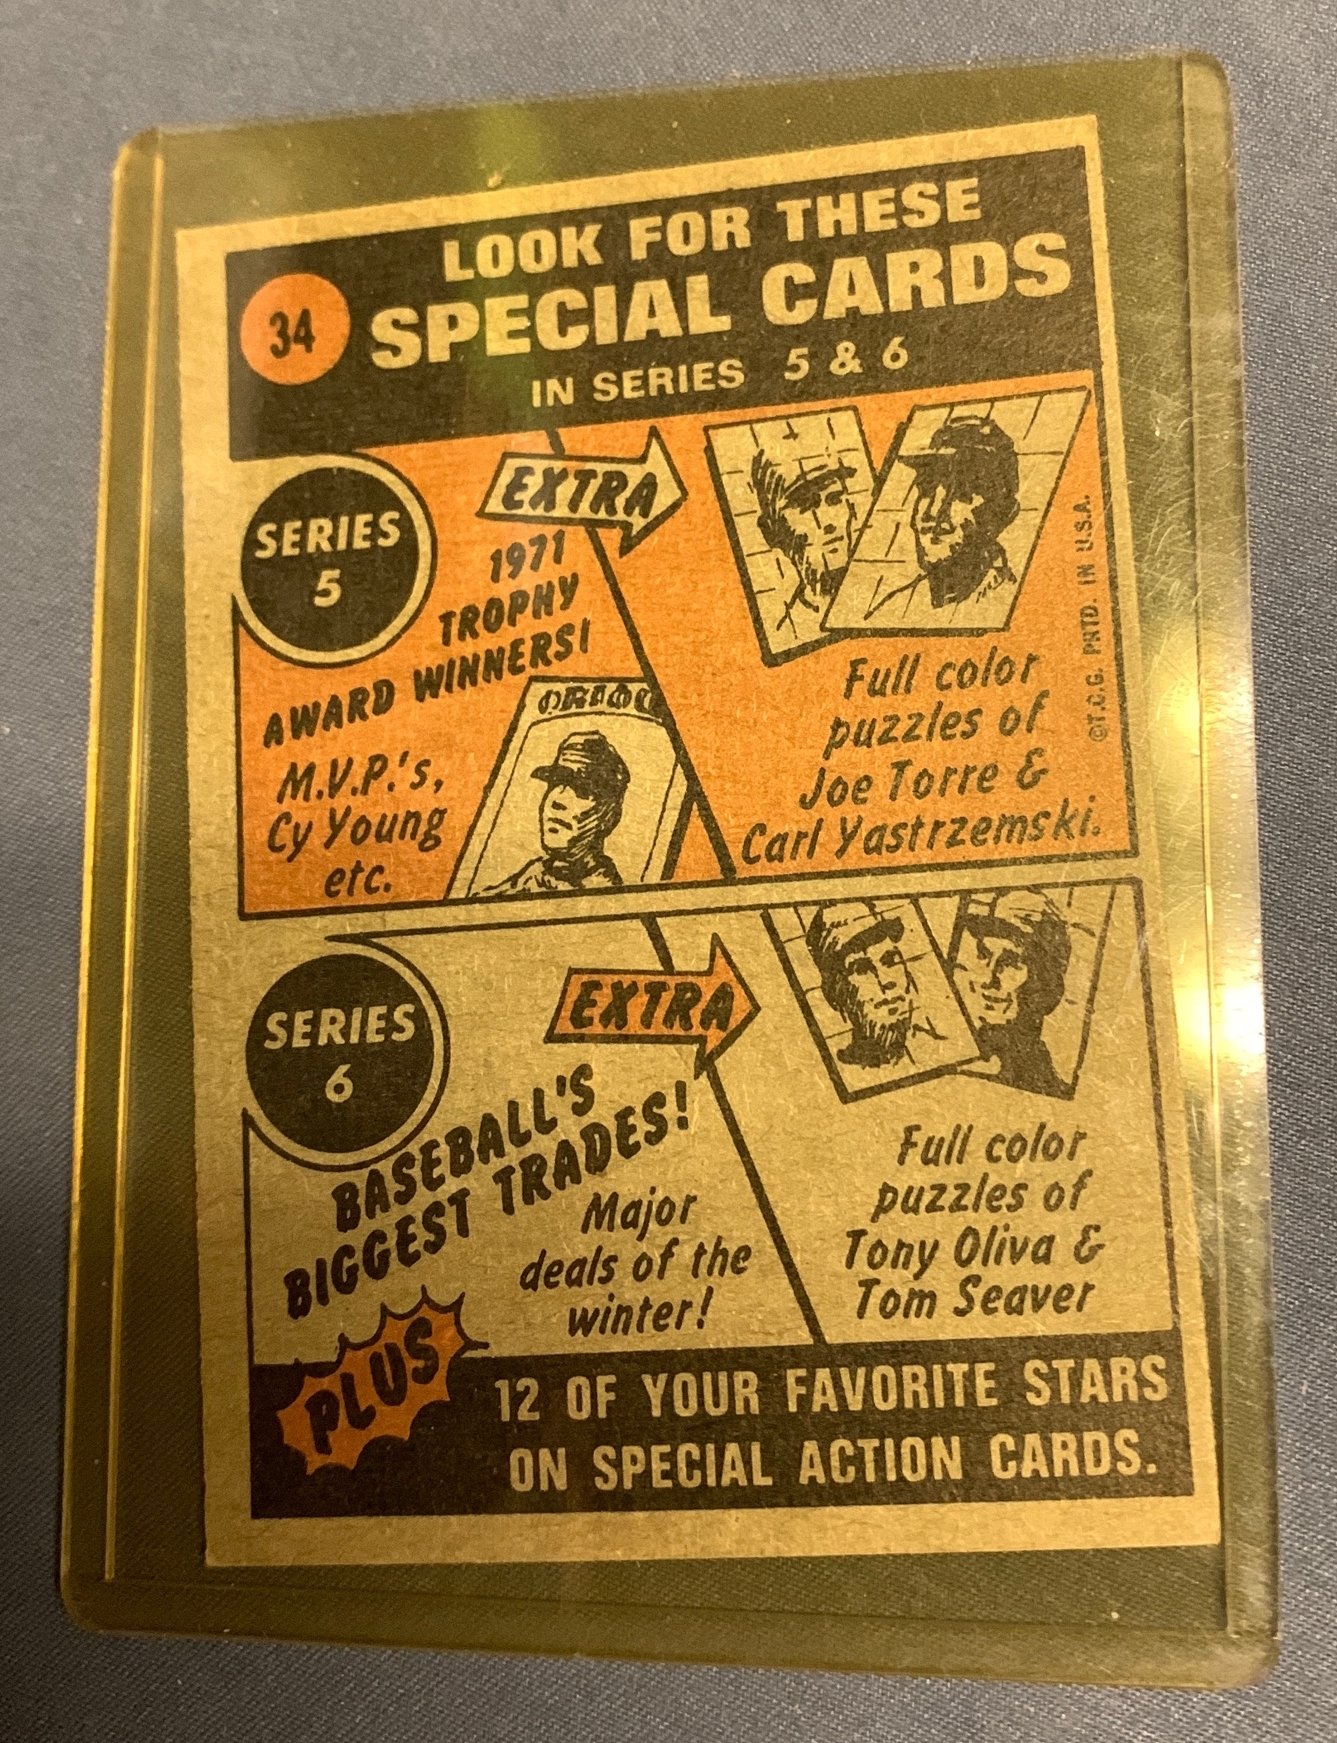 34
LOOK FOR THESE
SPECIAL CARDS
IN SERIES 5 & 6
SERIES
5
1971
TROPHY
AWARD WINNERS!
M.V.P.'s,
Cy Young
etc.
EXTRA
Full color
puzzles of
Joe Torre &
Carl Yastrzemski.
©T.C.G. PRTD. IN U.S.A.
SERIES
6
BASEBALL'S
BIGGEST TRADES!
Major
deals of the
winter!
EXTRA
Full color
puzzles of
Tony Oliva &
Tom Seaver
PLUS
12 OF YOUR FAVORITE STARS
ON SPECIAL ACTION CARDS.